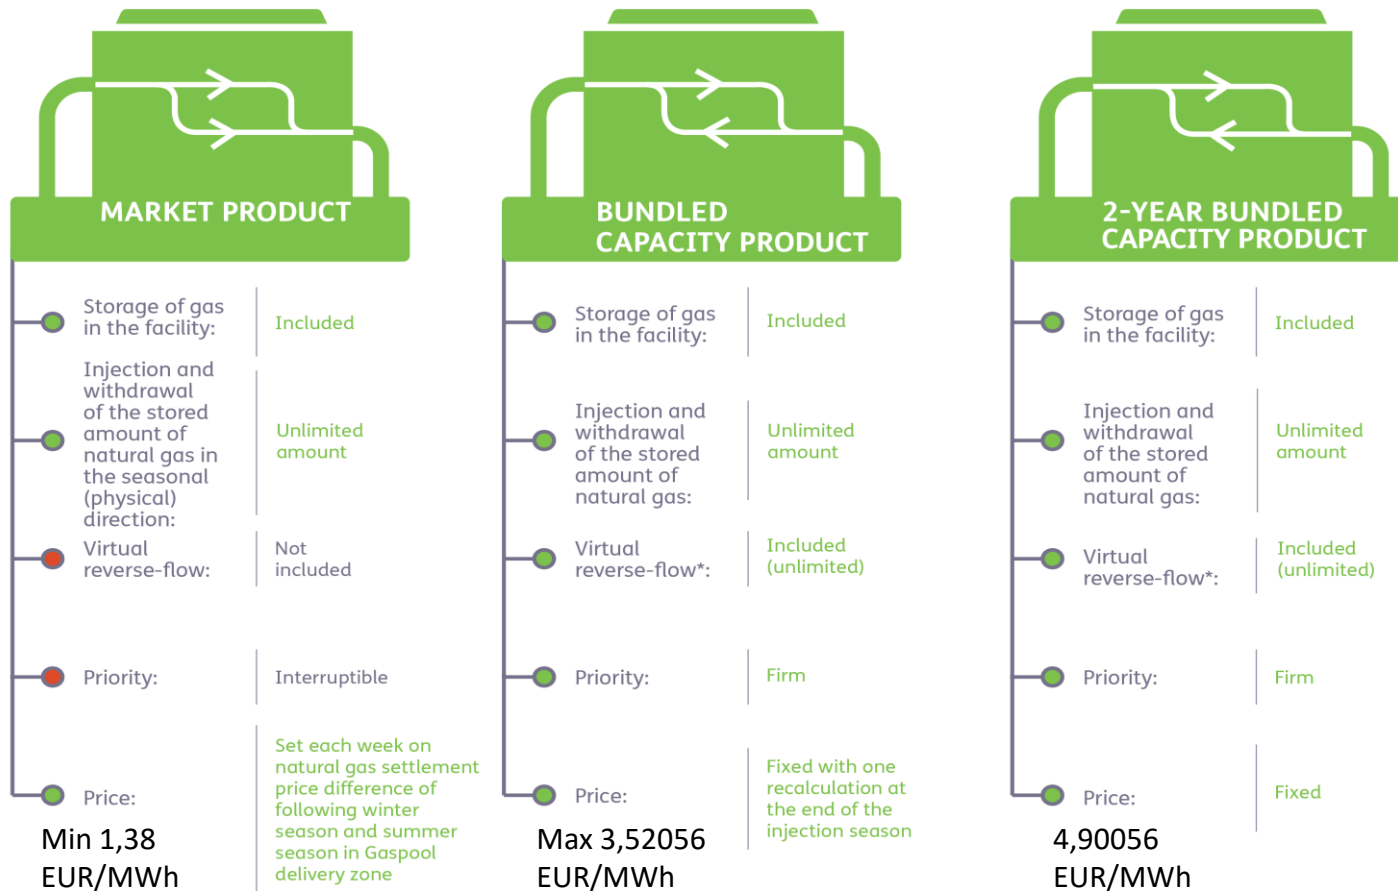 MARKET PRODUCT
Storage of gas
in the facility:
Included
Injection and
withdrawal
of the stored
amount of
natural gas in
the seasonal
(physical)
direction:
Unlimited
amount
Virtual
reverse-flow:
Not
included
Priority:
Interruptible
Price:
Set each week on
natural gas settlement
price difference of
following winter
season and summer
season in Gaspool
delivery zone
Min 1,38
EUR/MWh
BUNDLED
CAPACITY PRODUCT
Storage of gas
in the facility:
Included
Injection and
withdrawal
of the stored
amount of
natural gas:
Unlimited
amount
Virtual
reverse-flow*:
Included
(unlimited)
Priority:
Firm
Price:
Fixed with one
recalculation at
the end of the
injection season
Max 3,52056
EUR/MWh
2-YEAR BUNDLED
CAPACITY PRODUCT
Storage of gas
in the facility:
Included
Injection and
withdrawal
of the stored
amount of
natural gas:
Unlimited
amount
Virtual
reverse-flow*:
Included
(unlimited)
Priority:
Firm
Price:
Fixed
4,90056
EUR/MWh